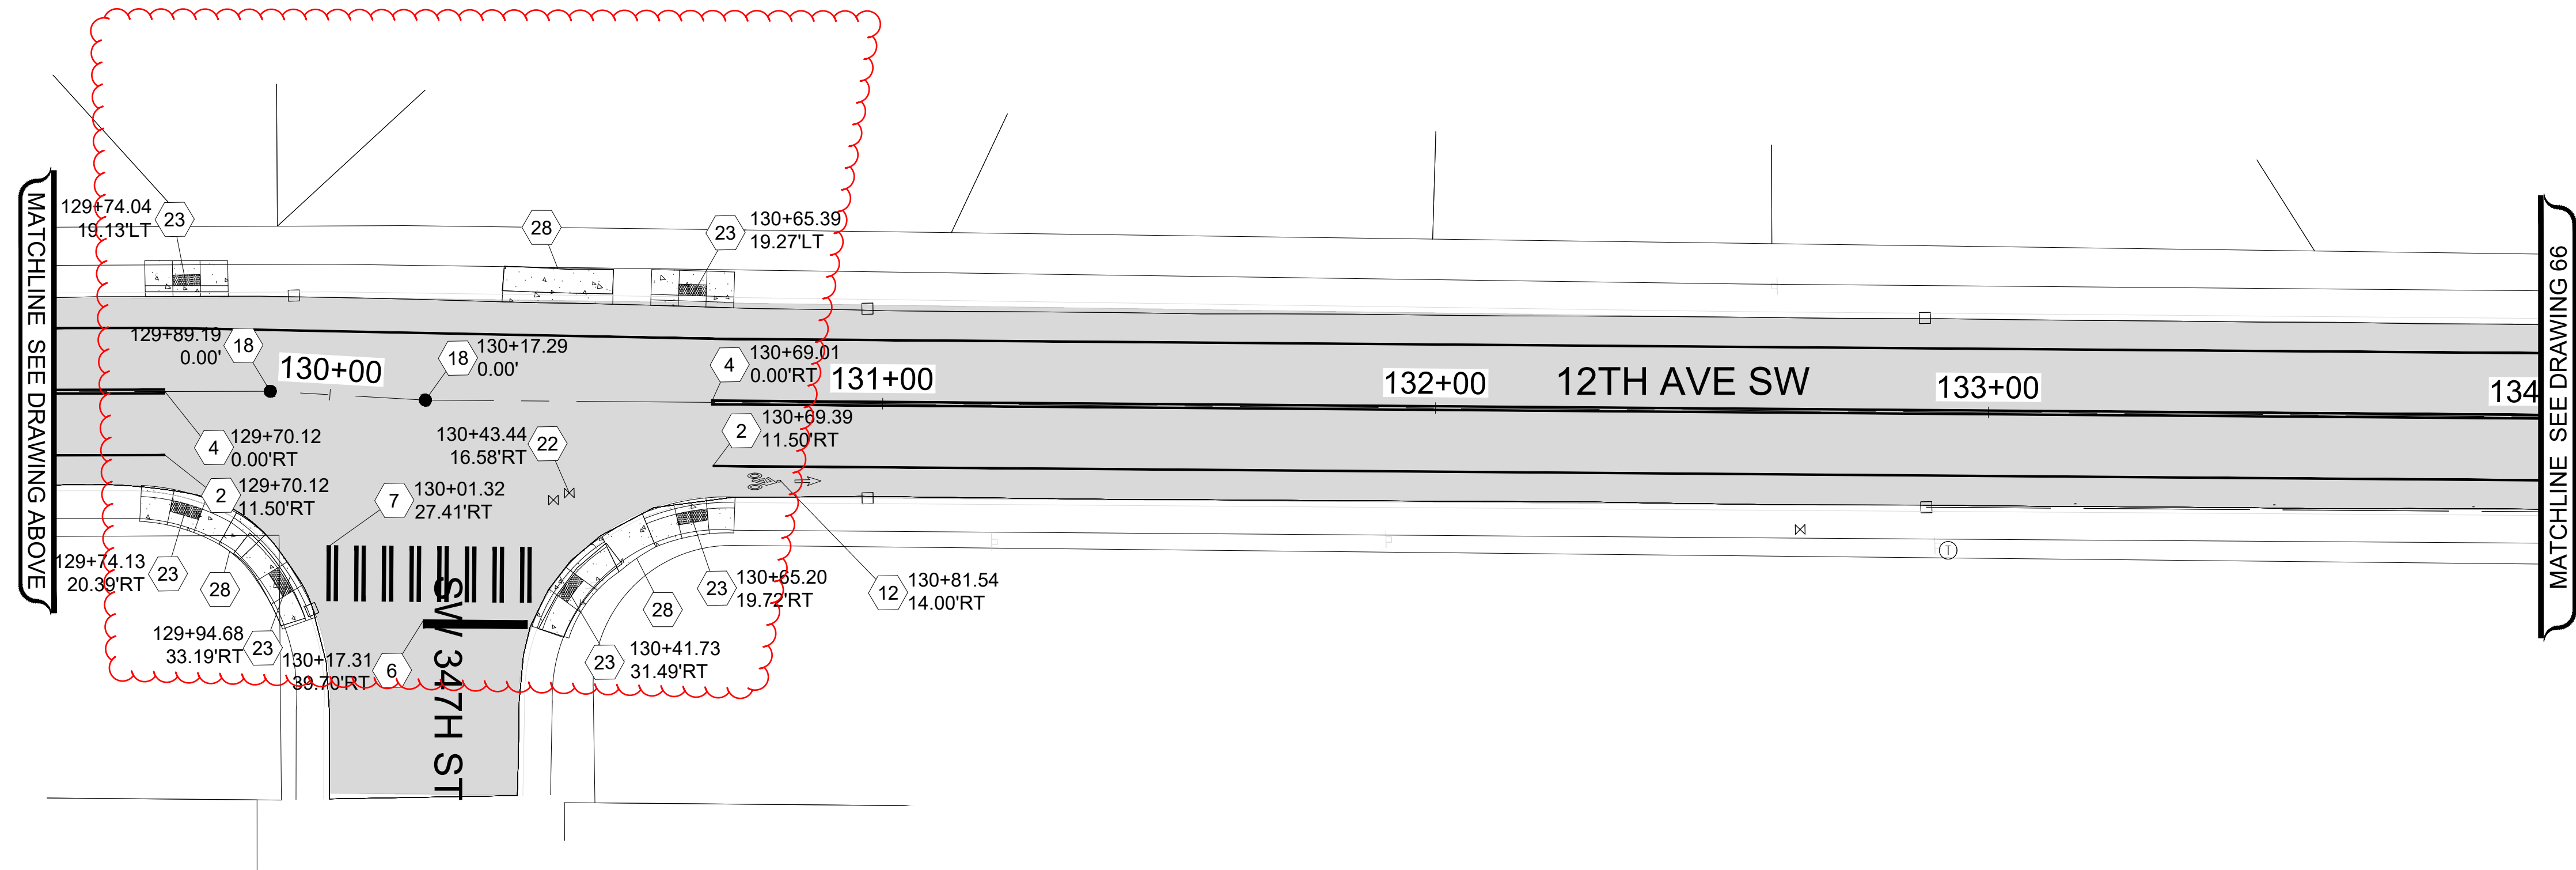 MATCHLINE  SEE DRAWING ABOVE
129+74.04
19.13'LT
23
28
23
130+65.39
19.27'LT
129+89.19
0.00'
18
130+00
18
130+17.29
0.00'
4
130+69.01
0.00'RT
131+00
132+00
12TH AVE SW
133+00
134
4
129+70.12
0.00'RT
130+43.44
16.58'RT
22
2
130+69.39
11.50'RT
2
129+70.12
11.50'RT
7
130+01.32
27.41'RT
129+74.13
20.39'RT
23
28
129+94.68
33.19'RT
23
130+17.31
39.70'RT
6
SW 347H ST
28
23
130+65.20
19.72'RT
23
130+41.73
31.49'RT
12
130+81.54
14.00'RT
T
MATCHLINE  SEE DRAWING 66